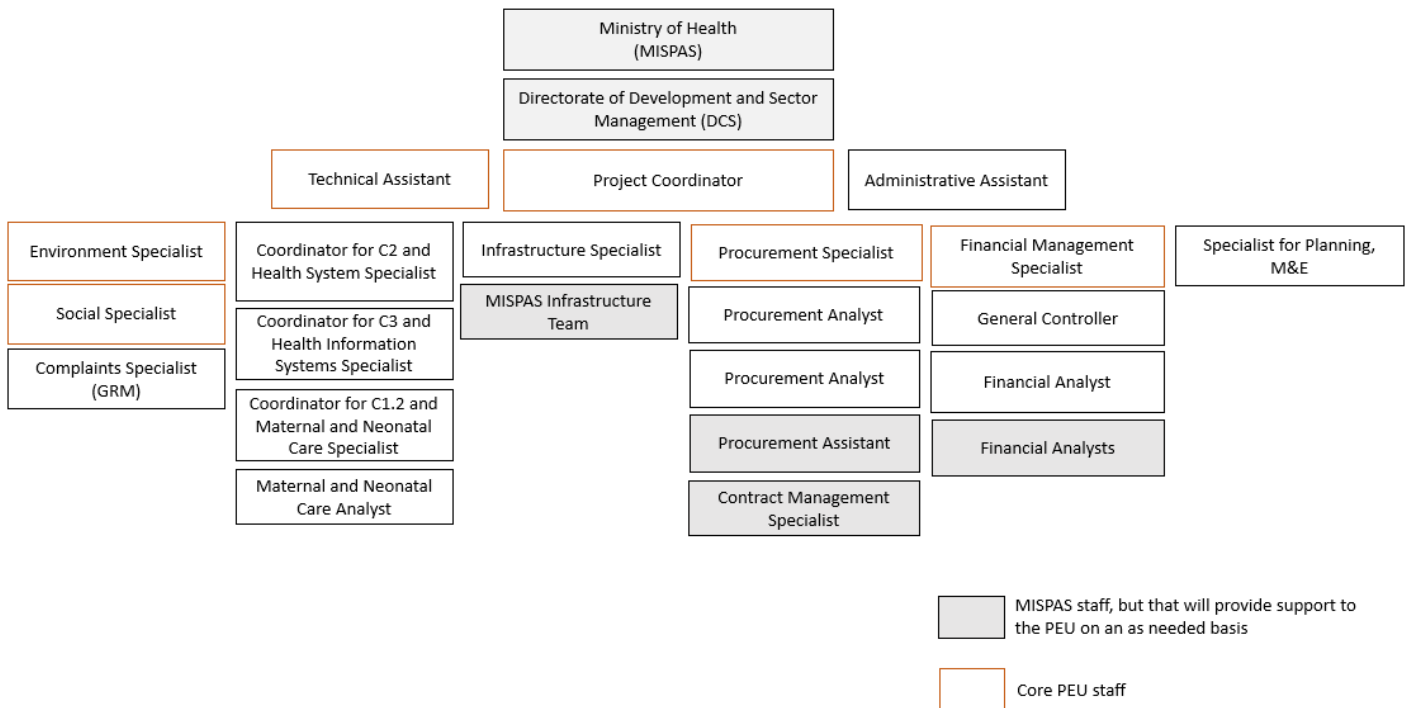 Ministry of Health
(MISPAS)
Directorate of Development and Sector
Management (DCS)
Technical Assistant
Project Coordinator
Administrative Assistant
Environment Specialist
Social Specialist
Complaints Specialist
(GRM)
Coordinator for C2 and
Health System Specialist
Coordinator for C3 and
Health Information
Systems Specialist
Coordinator for C1.2 and
Maternal and Neonatal
Care Specialist
Maternal and Neonatal
Care Analyst
Infrastructure Specialist
MISPAS Infrastructure
Team
Procurement Specialist
Procurement Analyst
Procurement Analyst
Procurement Assistant
Contract Management
Specialist
Financial Management
Specialist
General Controller
Financial Analyst
Financial Analysts
Specialist for Planning,
M&E
MISPAS staff, but that will provide support to
the PEU on an as needed basis
Core PEU staff